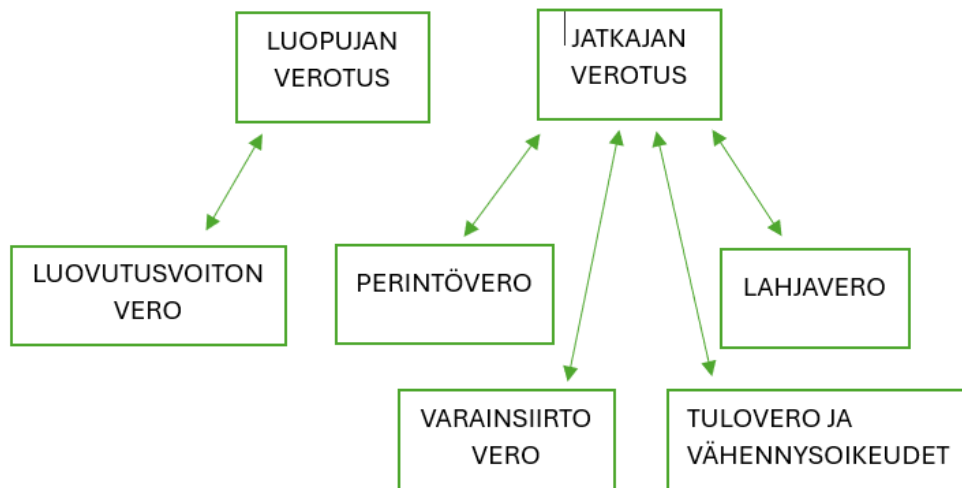 LUOPUJAN
VEROTUS
JATKAJAN
VEROTUS
LUOVUTUSVOITON
VERO
PERINTÖVERO
LAHJAVERO
VARAINSIIRTO
VERO
TULOVERO JA
VÄHENNYSOIKEUDET